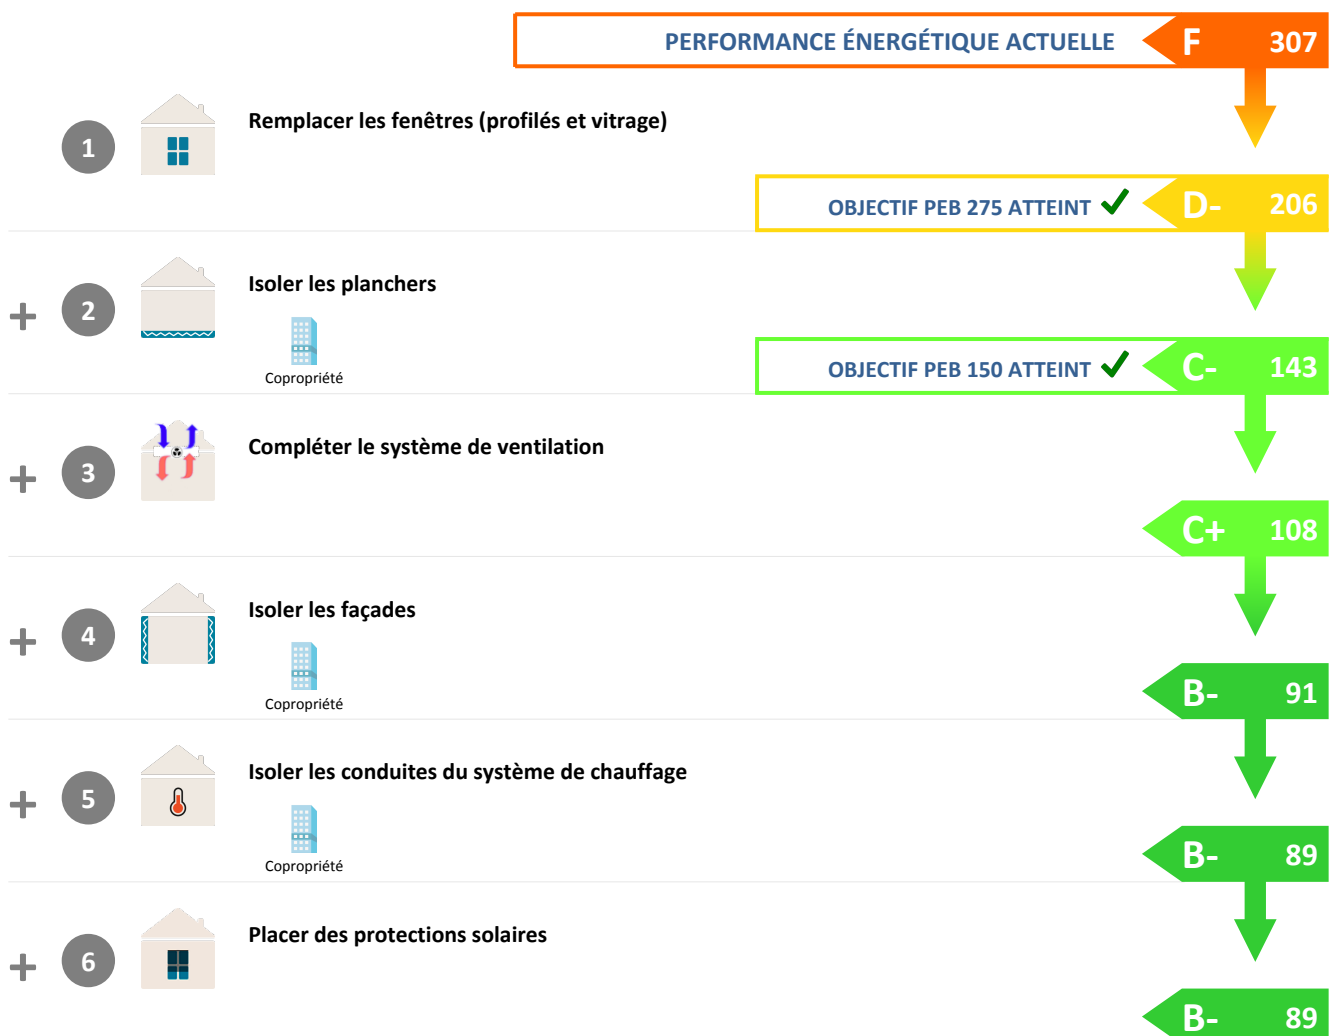 PERFORMANCE ÉNERGÉTIQUE ACTUELLE F 307
1 Remplacer les fenêtres (profilés et vitrage)
OBJECTIF PEB 275 ATTEINT D- 206
+ 2 Isoler les planchers
Copropriété
OBJECTIF PEB 150 ATTEINT C- 143
+ 3 Compléter le système de ventilation
C+ 108
+ 4 Isoler les façades
Copropriété
B- 91
+ 5 Isoler les conduites du système de chauffage
Copropriété
B- 89
+ 6 Placer des protections solaires
B- 89